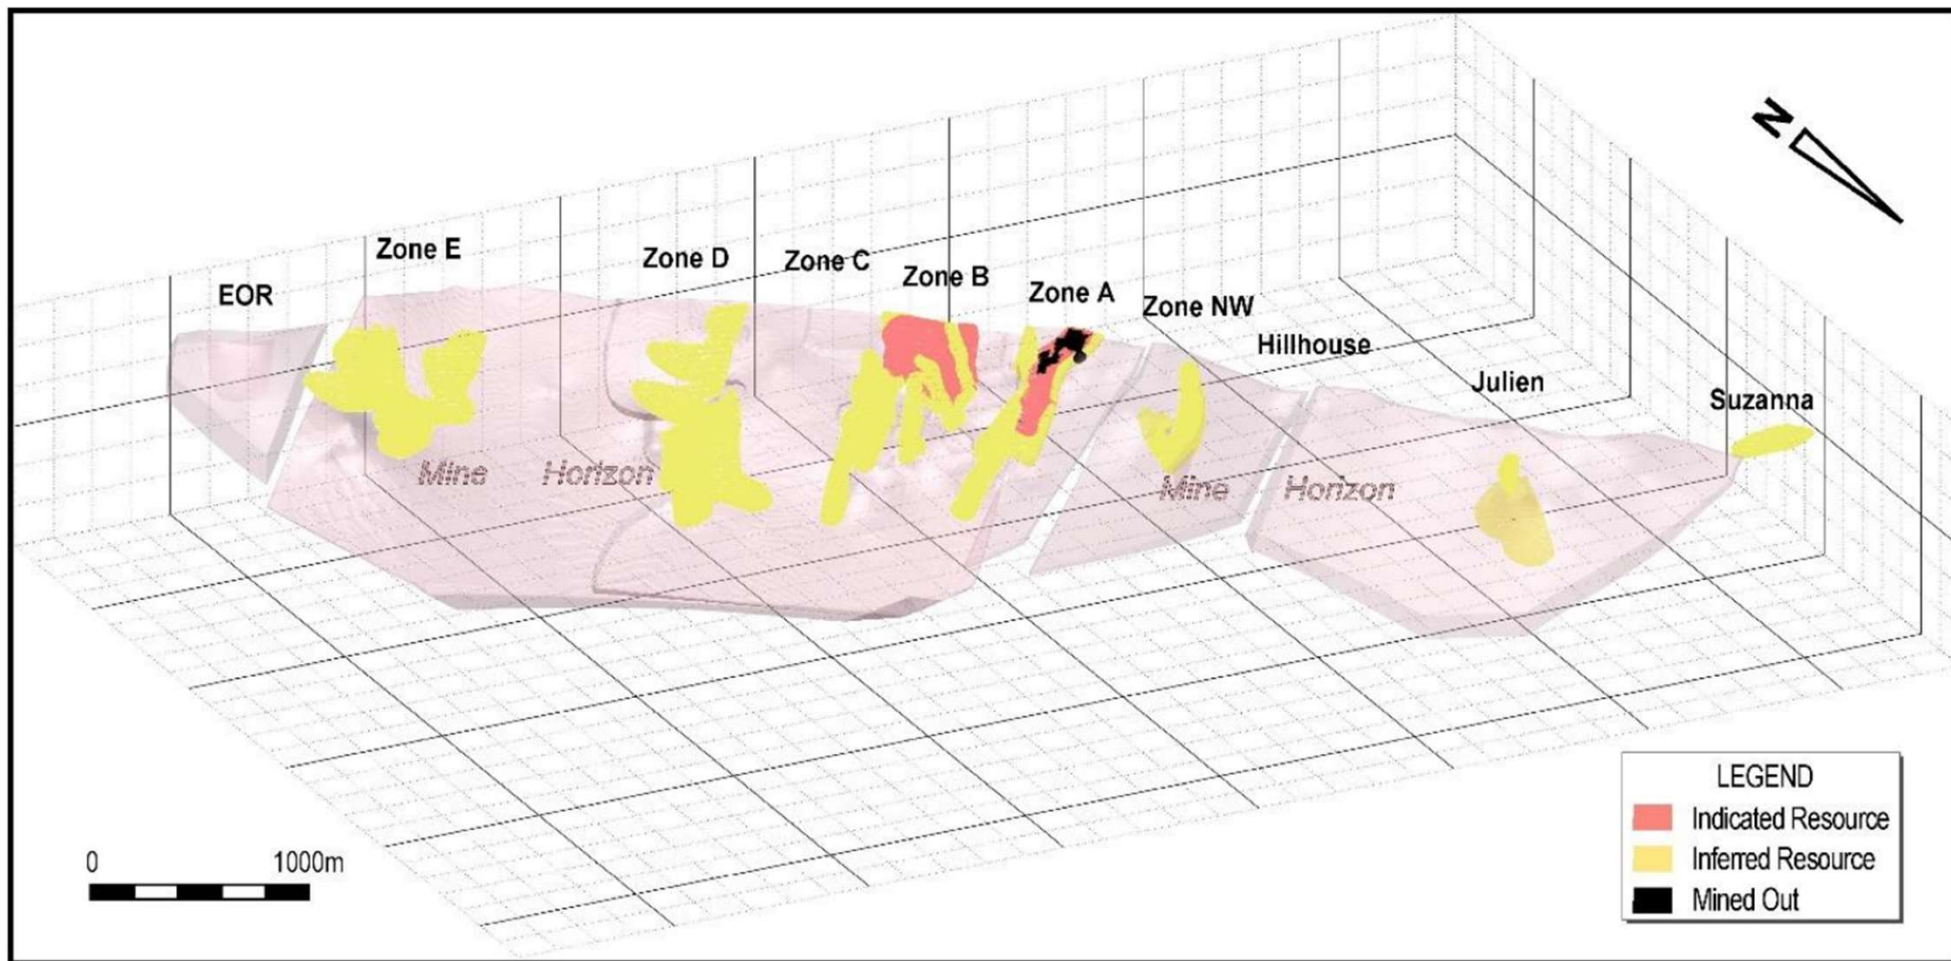 N
Zone E
Zone D
Zone C
Zone B
Zone A
Zone NW
EOR
Hillhouse
Julien
Suzanna
Mine Horizon
Mine Horizon
LEGEND
Indicated Resource
Inferred Resource
Mined Out
0 1000m